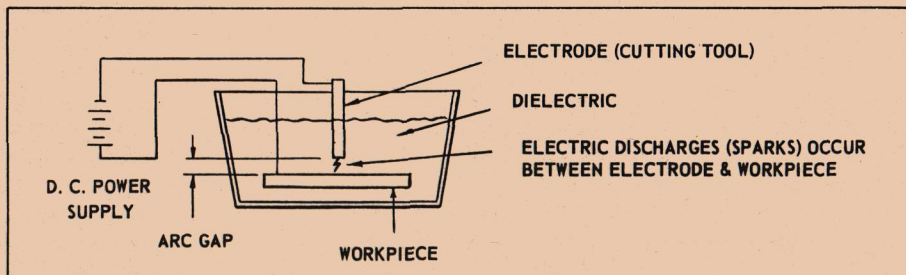 ELECTRODE (CUTTING TOOL)
DIELECTRIC
ELECTRIC DISCHARGES (SPARKS) OCCUR
BETWEEN ELECTRODE & WORKPIECE
D. C. POWER
SUPPLY
ARC GAP
WORKPIECE